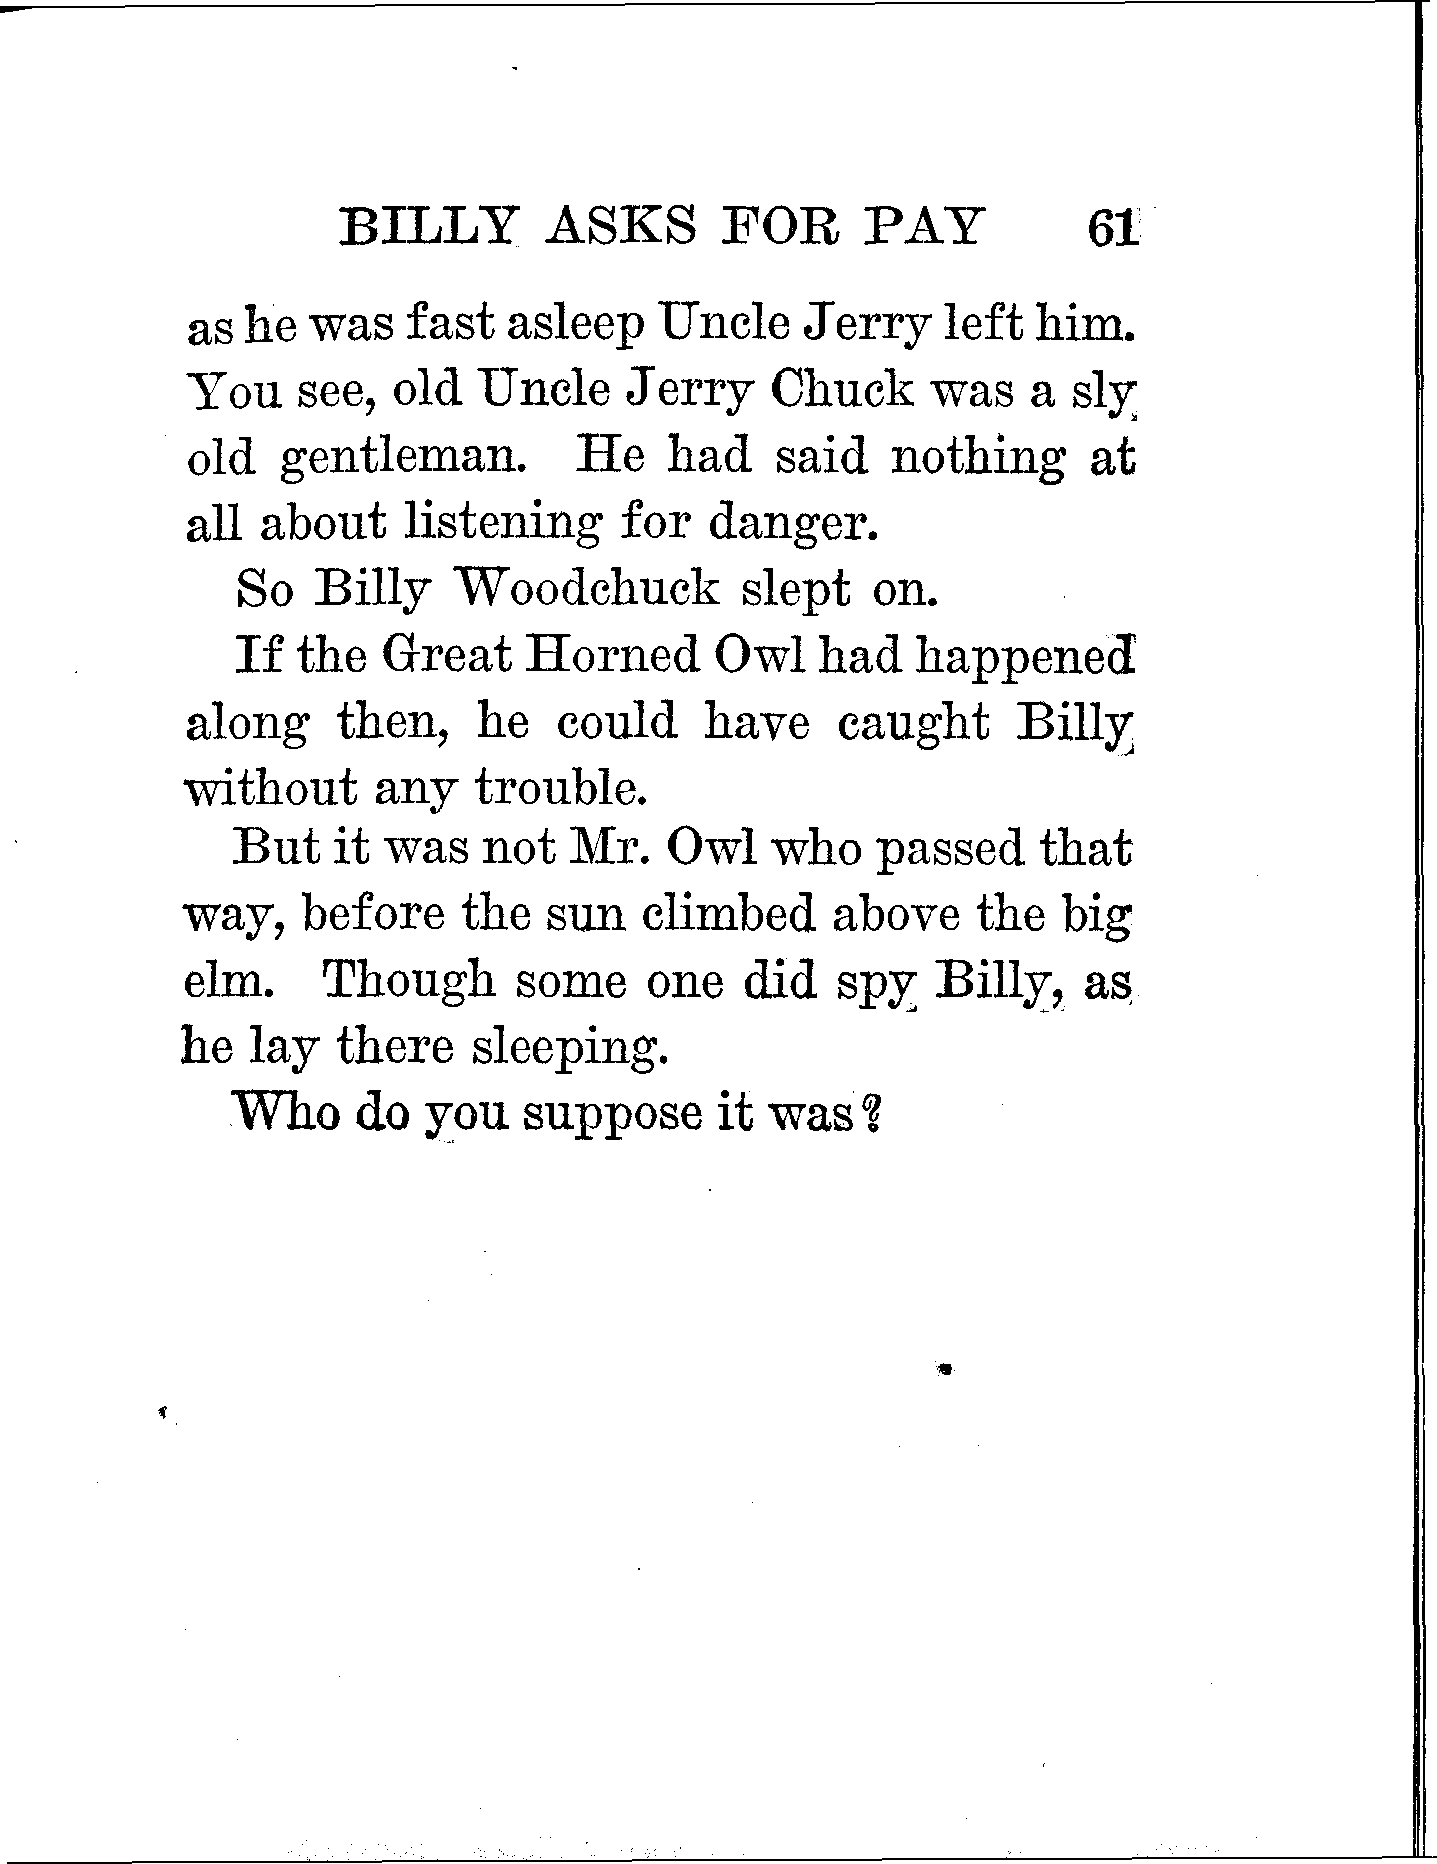 BILLY ASKS FOR PAY 61
as he was fast asleep Uncle Jerry left him.
You see, old Uncle Jerry Chuck was a sly
old gentleman. He had said nothing at
all about listening for danger.
So Billy Woodchuck slept on.
If the Great Horned Owl had happened
along then, he could have caught Billy
without any trouble.
But it was not Mr. Owl who passed that
way, before the sun climbed above the big
elm. Though some one did spy Billy, as
he lay there sleeping.
Who do you suppose it was?